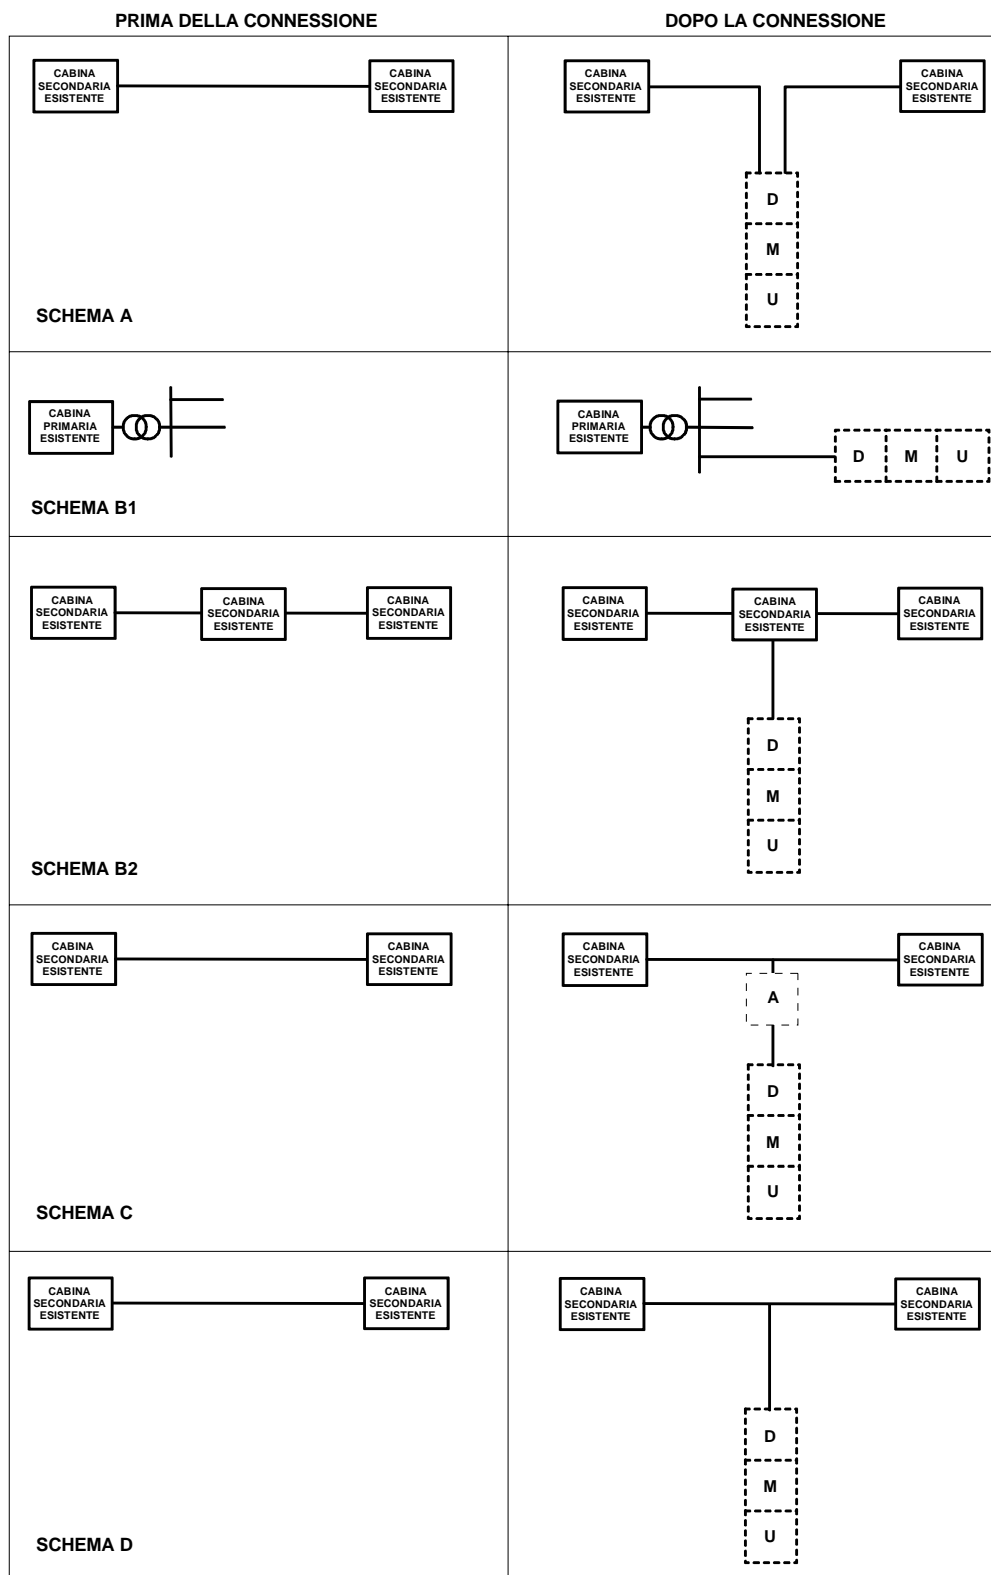 PRIMA DELLA CONNESSIONE
DOPO LA CONNESSIONE
CABINA
SECONDARIA
ESISTENTE
CABINA
SECONDARIA
ESISTENTE
CABINA
SECONDARIA
ESISTENTE
CABINA
SECONDARIA
ESISTENTE
D
M
U
SCHEMA A
CABINA
PRIMARIA
ESISTENTE
CABINA
PRIMARIA
ESISTENTE
D M U
SCHEMA B1
CABINA
SECONDARIA
ESISTENTE
CABINA
SECONDARIA
ESISTENTE
CABINA
SECONDARIA
ESISTENTE
CABINA
SECONDARIA
ESISTENTE
CABINA
SECONDARIA
ESISTENTE
CABINA
SECONDARIA
ESISTENTE
D
M
U
SCHEMA B2
CABINA
SECONDARIA
ESISTENTE
CABINA
SECONDARIA
ESISTENTE
CABINA
SECONDARIA
ESISTENTE
CABINA
SECONDARIA
ESISTENTE
A
D
M
U
SCHEMA C
CABINA
SECONDARIA
ESISTENTE
CABINA
SECONDARIA
ESISTENTE
CABINA
SECONDARIA
ESISTENTE
CABINA
SECONDARIA
ESISTENTE
D
M
U
SCHEMA D